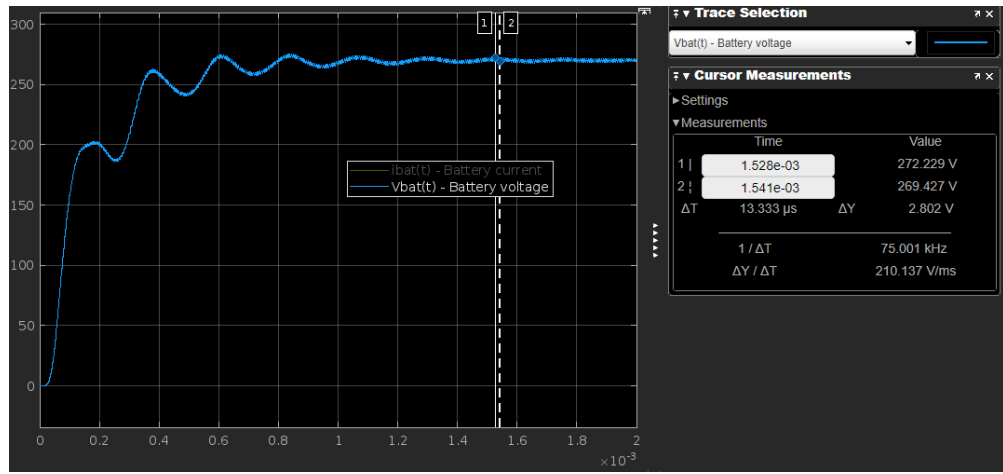 300
250
200
150
100
50
0
0
0.2
0.4
0.6
0.8
1
1.2
1.4
1.6
1.8
2
×10⁻³
1
2
ibat(t) - Battery current
Vbat(t) - Battery voltage
Trace Selection
Vbat(t) - Battery voltage
Cursor Measurements
Settings
Measurements
Time Value
1 | 1.528e-03 272.229 V
2 ¦ 1.541e-03 269.427 V
ΔT 13.333 µs ΔY 2.802 V
1 / ΔT 75.001 kHz
ΔY / ΔT 210.137 V/ms